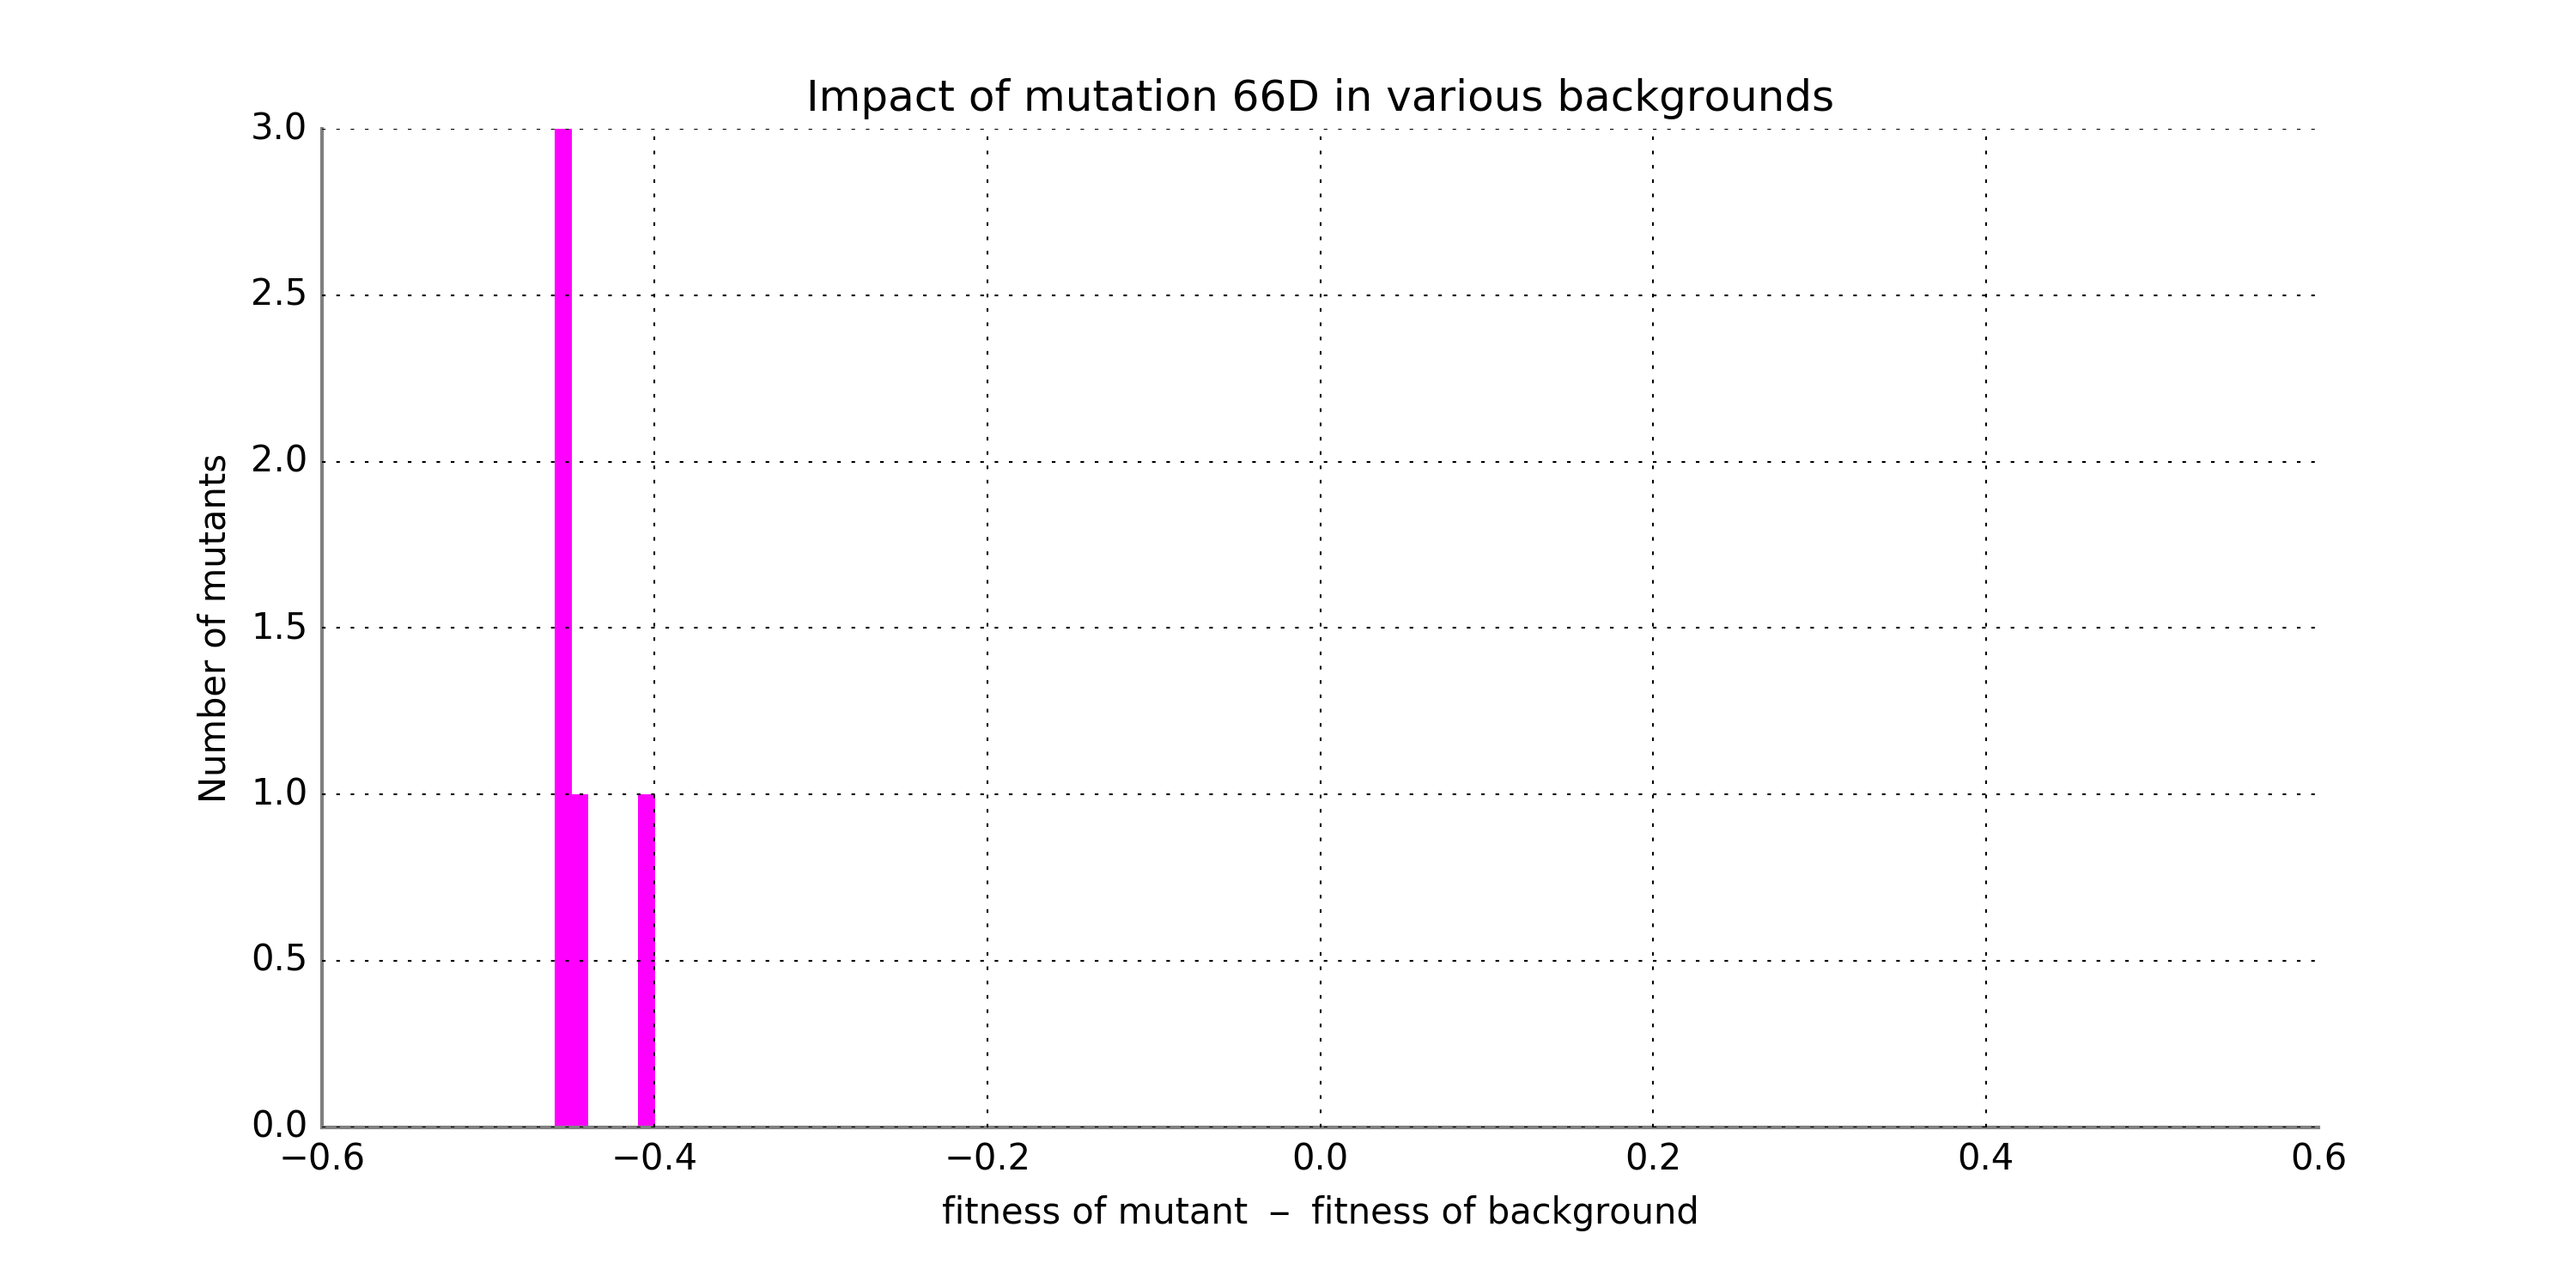 Impact of mutation 66D in various backgrounds
3.0
2.5
2.0
1.5
1.0
0.5
0.0
Number of mutants
−0.6 −0.4 −0.2 0.0 0.2 0.4 0.6
fitness of mutant − fitness of background